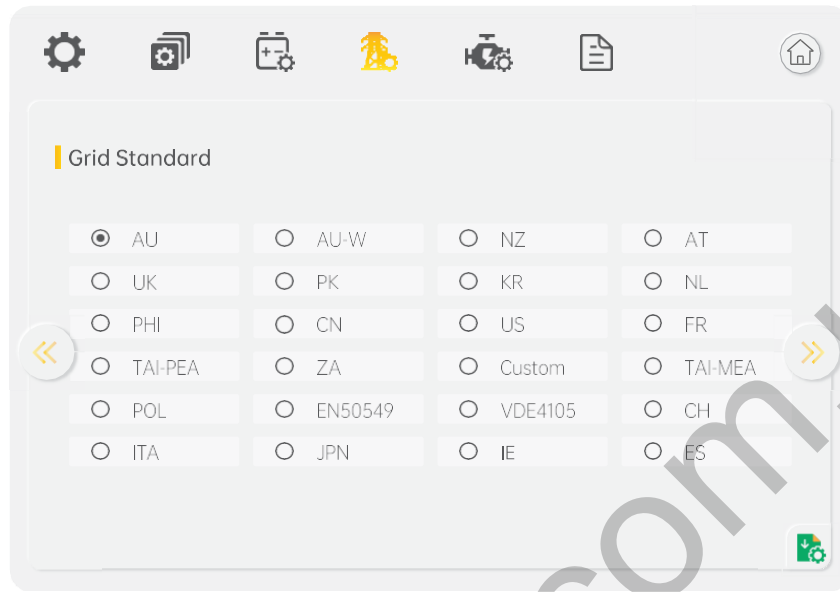 Grid Standard
AU AU-W NZ AT
UK PK KR NL
PHI CN US FR
TAI-PEA ZA Custom TAI-MEA
POL EN50549 VDE4105 CH
ITA JPN IE ES
com